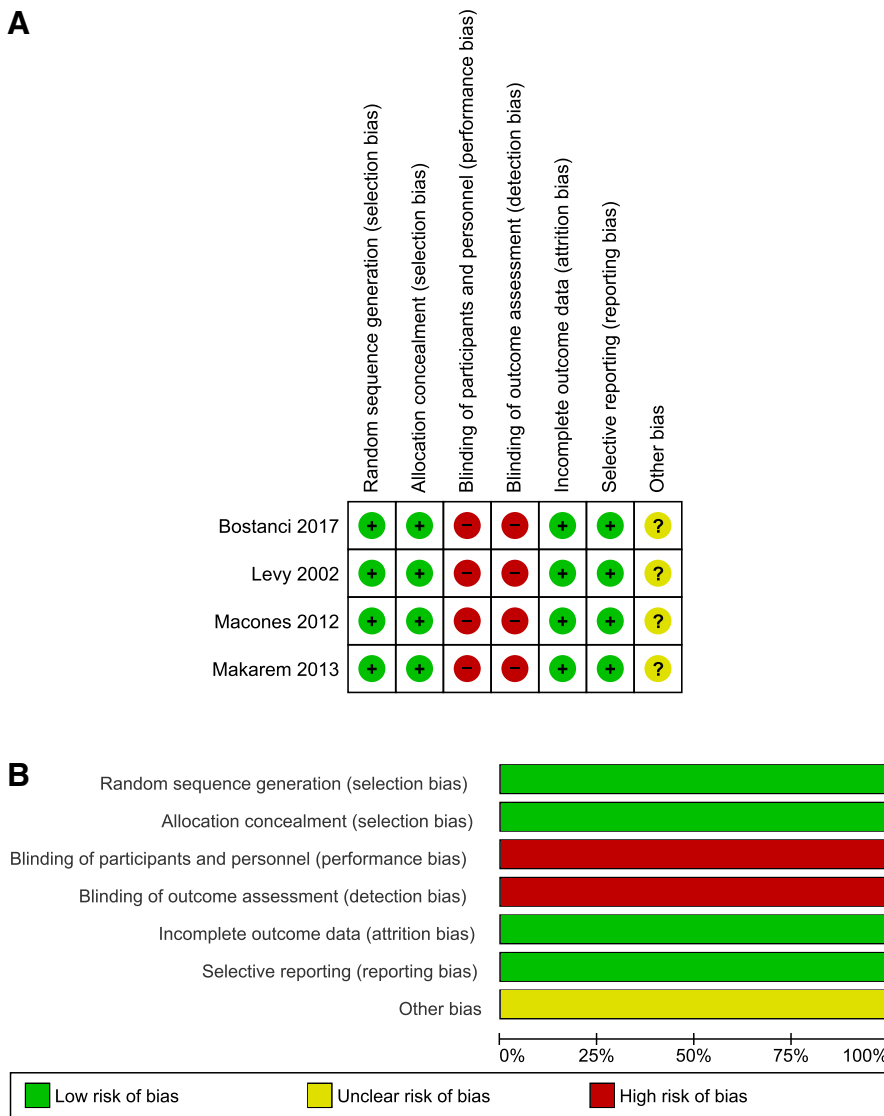 A
Random sequence generation (selection bias)
Allocation concealment (selection bias)
Blinding of participants and personnel (performance bias)
Blinding of outcome assessment (detection bias)
Incomplete outcome data (attrition bias)
Selective reporting (reporting bias)
Other bias
Bostanci 2017 + + − − + + ?
Levy 2002 + + − − + + ?
Macones 2012 + + − − + + ?
Makarem 2013 + + − − + + ?
B
Random sequence generation (selection bias)
Allocation concealment (selection bias)
Blinding of participants and personnel (performance bias)
Blinding of outcome assessment (detection bias)
Incomplete outcome data (attrition bias)
Selective reporting (reporting bias)
Other bias
0% 25% 50% 75% 100%
Low risk of bias Unclear risk of bias High risk of bias